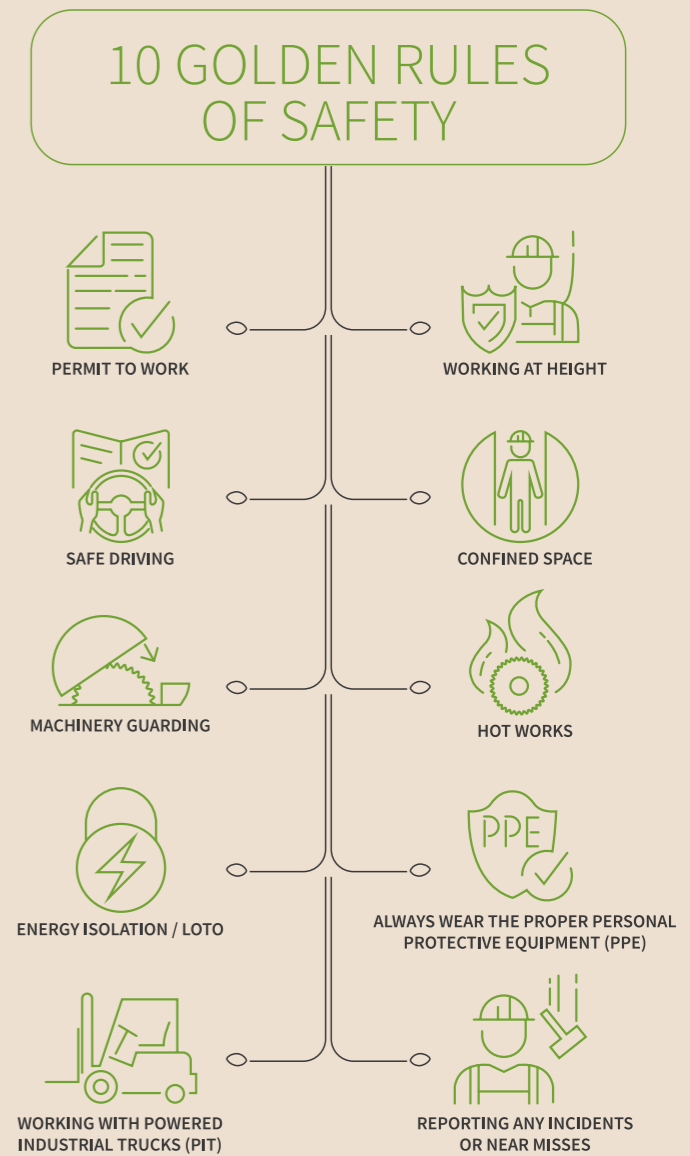 10 GOLDEN RULES
OF SAFETY
PERMIT TO WORK
WORKING AT HEIGHT
SAFE DRIVING
CONFINED SPACE
MACHINERY GUARDING
HOT WORKS
ENERGY ISOLATION / LOTO
PPE
ALWAYS WEAR THE PROPER PERSONAL
PROTECTIVE EQUIPMENT (PPE)
WORKING WITH POWERED
INDUSTRIAL TRUCKS (PIT)
REPORTING ANY INCIDENTS
OR NEAR MISSES